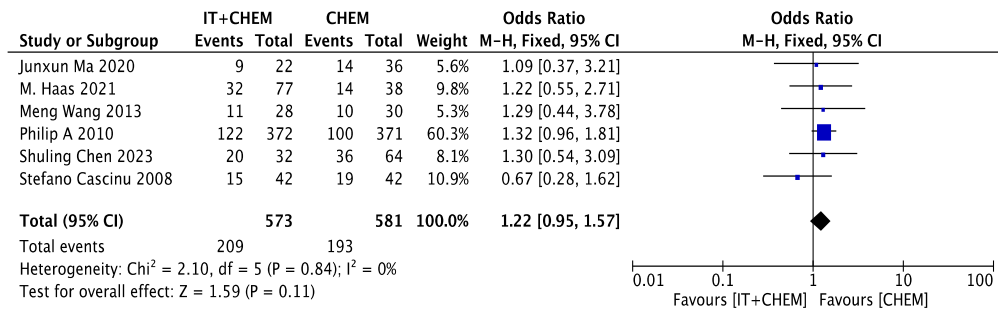 IT+CHEM CHEM Odds Ratio Odds Ratio
Study or Subgroup Events Total Events Total Weight M-H, Fixed, 95% CI M-H, Fixed, 95% CI
Junxun Ma 2020 9 22 14 36 5.6% 1.09 [0.37, 3.21]
M. Haas 2021 32 77 14 38 9.8% 1.22 [0.55, 2.71]
Meng Wang 2013 11 28 10 30 5.3% 1.29 [0.44, 3.78]
Philip A 2010 122 372 100 371 60.3% 1.32 [0.96, 1.81]
Shuling Chen 2023 20 32 36 64 8.1% 1.30 [0.54, 3.09]
Stefano Cascinu 2008 15 42 19 42 10.9% 0.67 [0.28, 1.62]
Total (95% CI) 573 581 100.0% 1.22 [0.95, 1.57]
Total events 209 193
Heterogeneity: Chi² = 2.10, df = 5 (P = 0.84); I² = 0%
Test for overall effect: Z = 1.59 (P = 0.11)
0.01 0.1 1 10 100
Favours [IT+CHEM] Favours [CHEM]